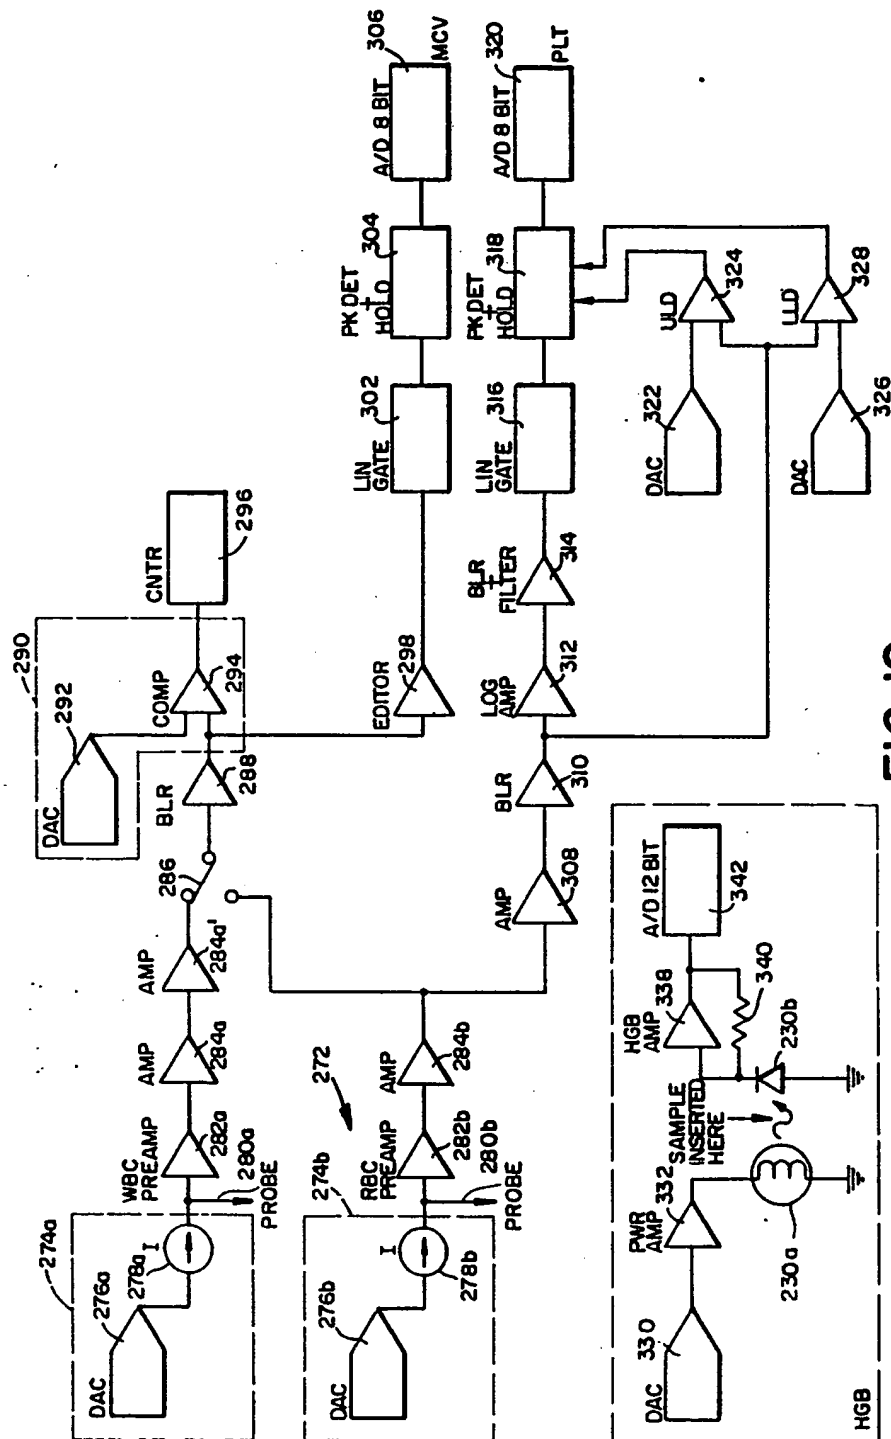 274a
DAC
276a
278a
I
WBC
PREAMP
282a
280a
PROBE
AMP
284a
AMP
284a'
286
290
DAC
292
BLR
288
COMP
294
CNTR
296
EDITOR
298
LIN
GATE
302
PK DET
+
HOLD
304
A/D 8 BIT
306
MCV
272
274b
DAC
276b
278b
I
RBC
PREAMP
282b
280b
PROBE
AMP
284b
AMP
308
BLR
310
LOG
AMP
312
BLR
+
FILTER
314
LIN
GATE
316
PK DET
+
HOLD
318
A/D 8 BIT
320
PLT
DAC
322
ULD
324
DAC
326
LLD
328
HGB
DAC
330
PWR
AMP
332
230a
SAMPLE
INSERTED
HERE
230b
HGB
AMP
338
340
A/D 12 BIT
342